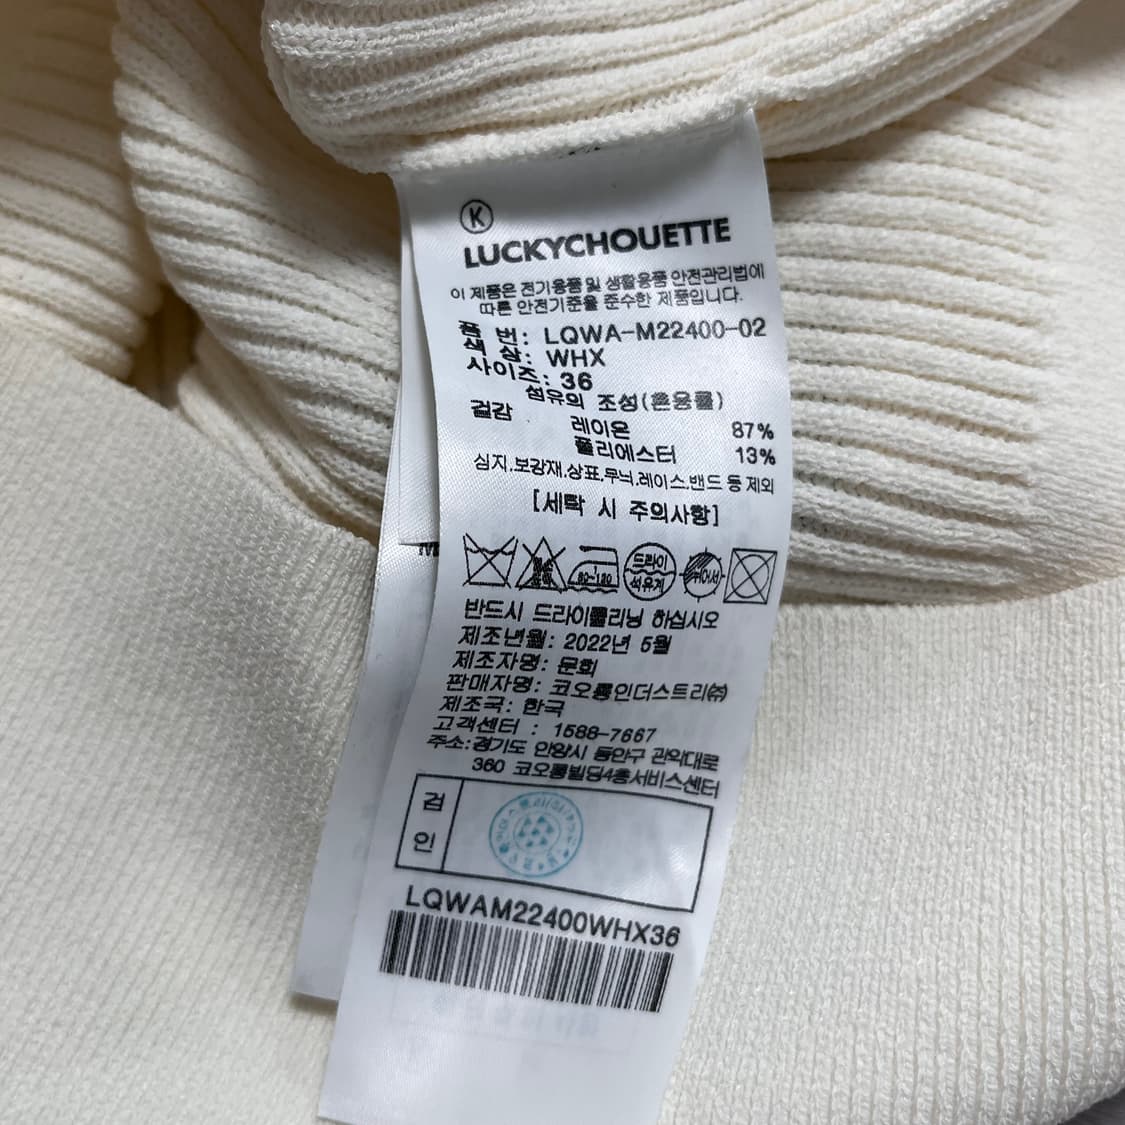 K
LUCKYCHOUETTE
이 제품은 전기용품 및 생활용품 안전관리법에
따른 안전기준을 준수한 제품입니다.
품 번: LQWA-M22400-02
색 상: WHX
사이즈: 36
섬유의 조성(혼용률)
겉감
레이온 87%
폴리에스터 13%
심지,보강재,상표,무늬,레이스,밴드 등 제외
[세탁 시 주의사항]
80~120 드라이
석유계 뉘어서
반드시 드라이클리닝 하십시오
제조년월: 2022년 5월
제조자명: 문희
판매자명: 코오롱인더스트리㈜
제조국: 한국
고객센터 : 1588-7667
주소:경기도 안양시 동안구 관악대로
360 코오롱빌딩4층서비스센터
검
인
LQWAM22400WHX36